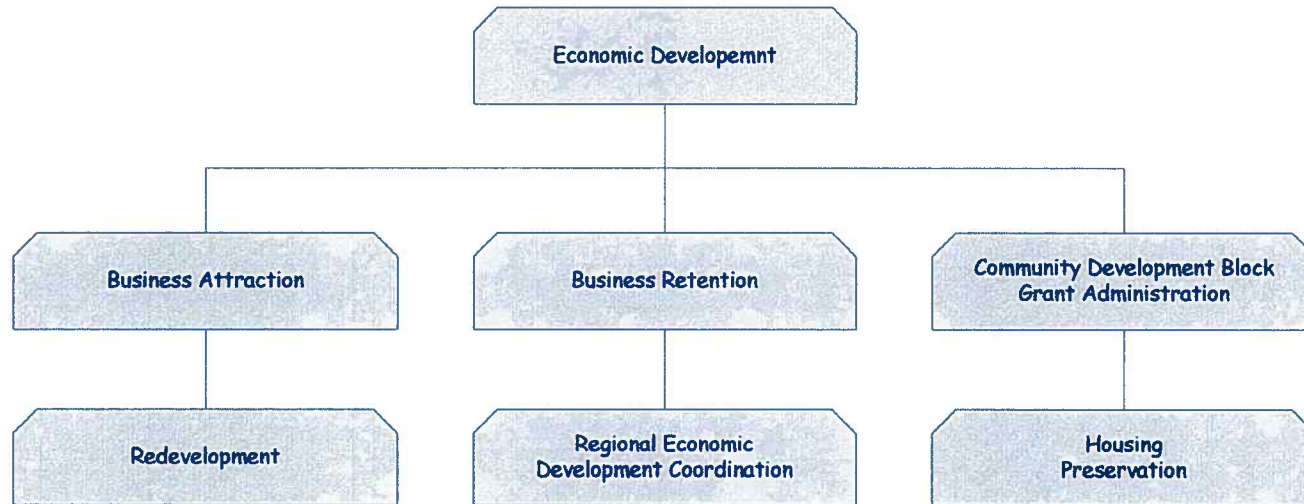 Economic Developemnt
Business Attraction
Business Retention
Community Development Block
Grant Administration
Redevelopment
Regional Economic
Development Coordination
Housing
Preservation